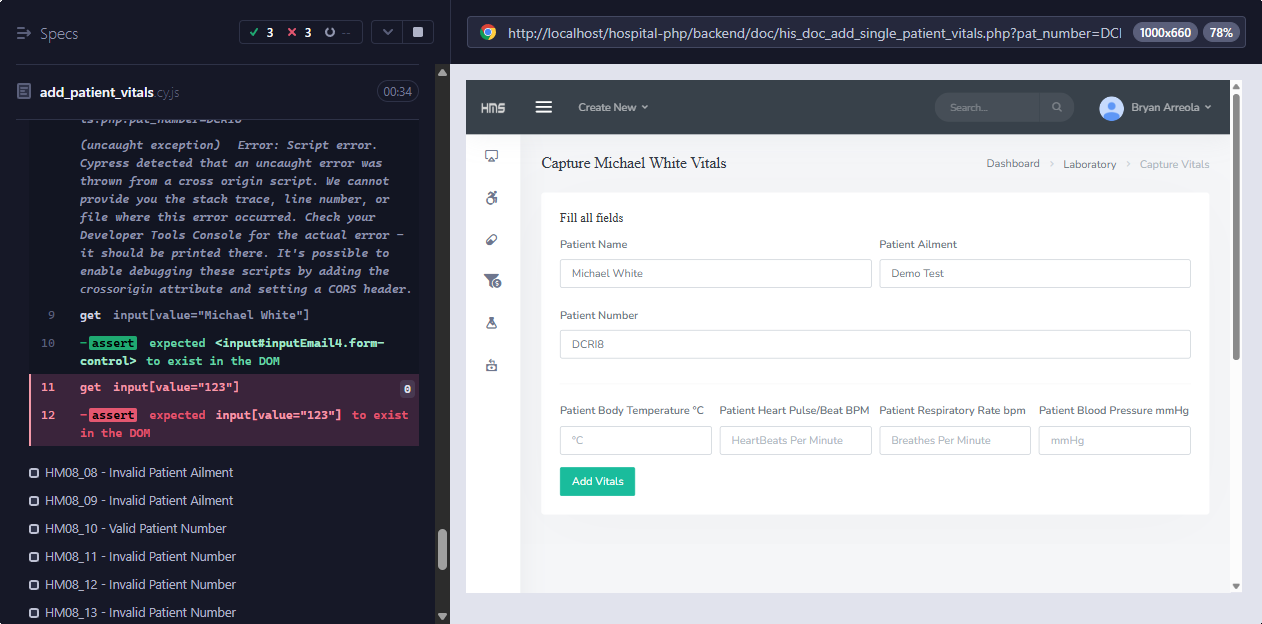 Specs
3 3 --
add_patient_vitals.cy.js
00:34
ls.php?pat_number=DCRI8
(uncaught exception) Error: Script error.
Cypress detected that an uncaught error was
thrown from a cross origin script. We cannot
provide you the stack trace, line number, or
file where this error occurred. Check your
Developer Tools Console for the actual error —
it should be printed there. It's possible to
enable debugging these scripts by adding the
crossorigin attribute and setting a CORS header.
9 get input[value="Michael White"]
10 -assert expected <input#inputEmail4.form-
control> to exist in the DOM
11 get input[value="123"] 0
12 -assert expected input[value="123"] to exist
in the DOM
HM08_08 - Invalid Patient Ailment
HM08_09 - Invalid Patient Ailment
HM08_10 - Valid Patient Number
HM08_11 - Invalid Patient Number
HM08_12 - Invalid Patient Number
HM08_13 - Invalid Patient Number
http://localhost/hospital-php/backend/doc/his_doc_add_single_patient_vitals.php?pat_number=DCI
1000x660 78%
HMS
Create New
Search...
Bryan Arreola
Capture Michael White Vitals
Dashboard > Laboratory > Capture Vitals
Fill all fields
Patient Name Patient Ailment
Michael White Demo Test
Patient Number
DCRI8
Patient Body Temperature °C Patient Heart Pulse/Beat BPM Patient Respiratory Rate bpm Patient Blood Pressure mmHg
°C HeartBeats Per Minute Breathes Per Minute mmHg
Add Vitals